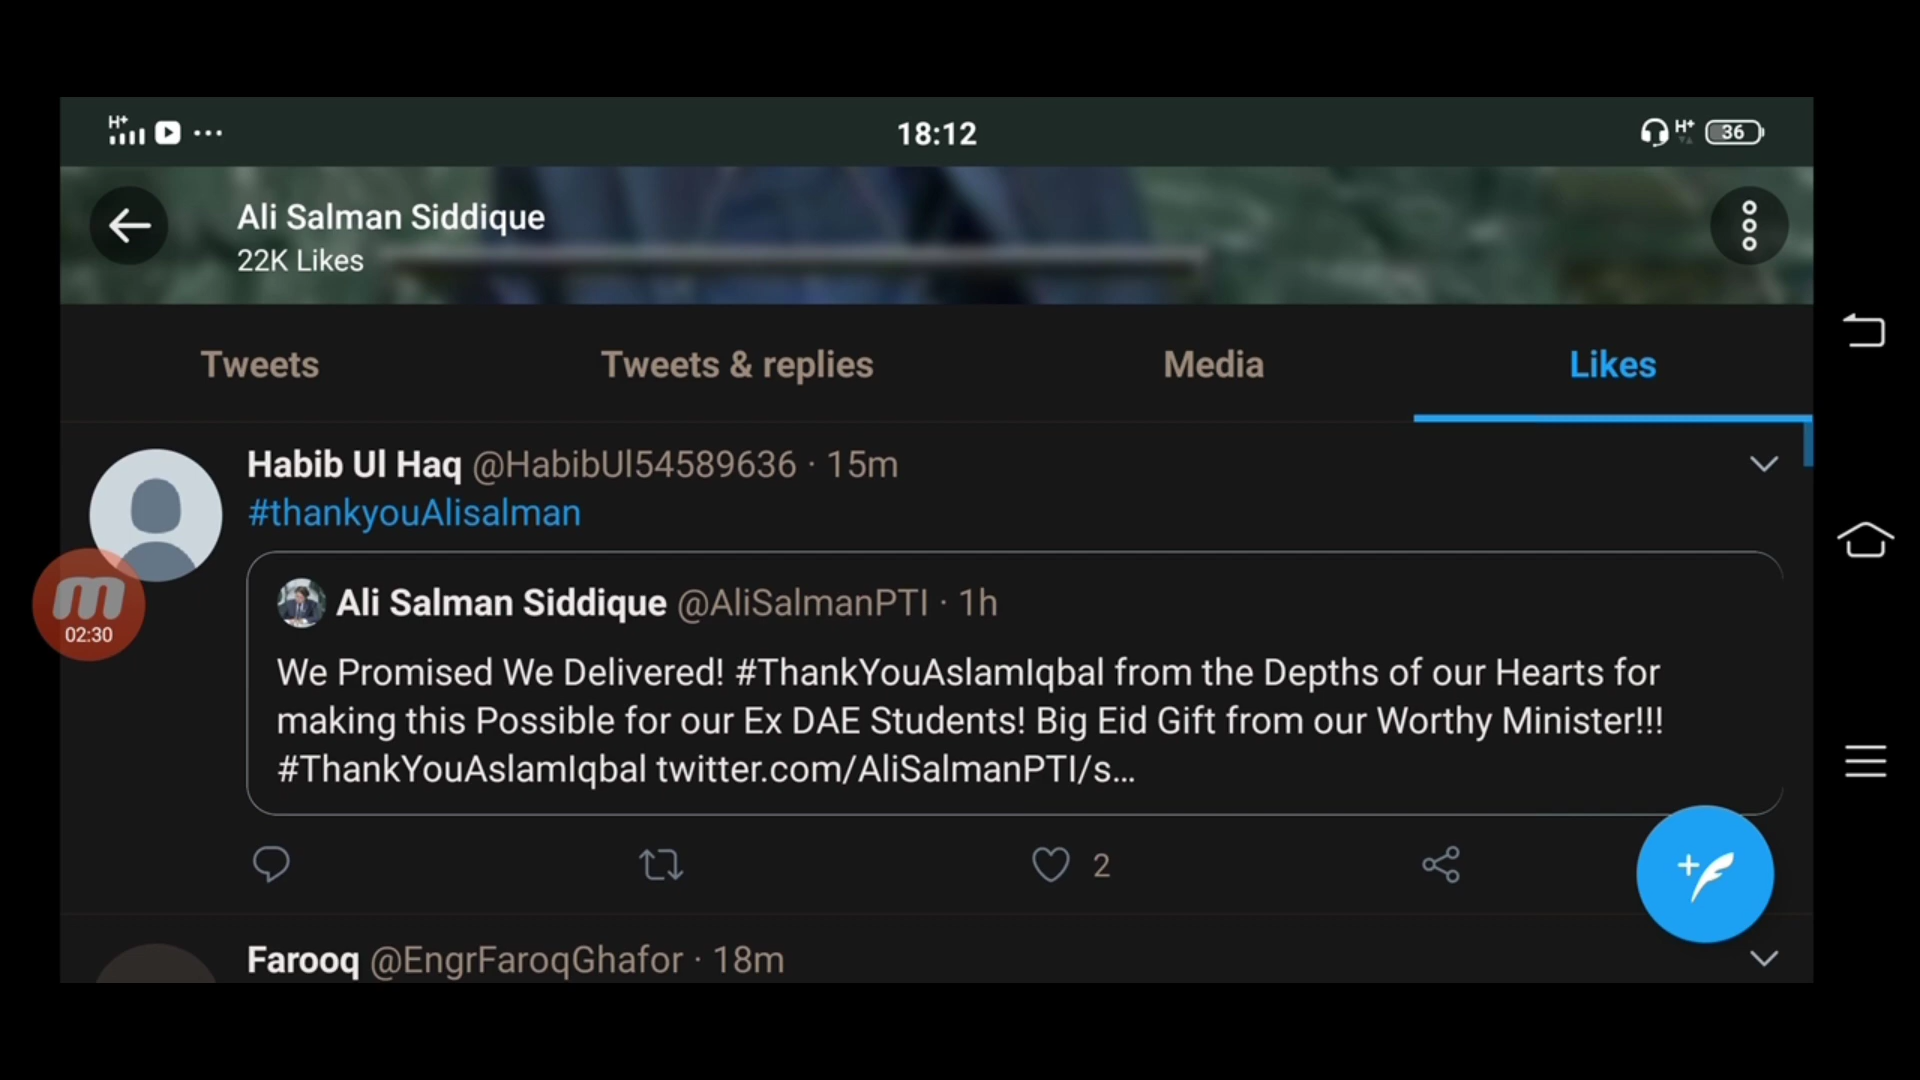 H+ 18:12 H+ 36
Ali Salman Siddique
22K Likes
Tweets Tweets & replies Media Likes
Habib Ul Haq @HabibUl54589636 · 15m
#thankyouAlisalman
m
02:30
Ali Salman Siddique @AliSalmanPTI · 1h
We Promised We Delivered! #ThankYouAslamIqbal from the Depths of our Hearts for
making this Possible for our Ex DAE Students! Big Eid Gift from our Worthy Minister!!!
#ThankYouAslamIqbal twitter.com/AliSalmanPTI/s...
2
Farooq @EngrFaroqGhafor · 18m